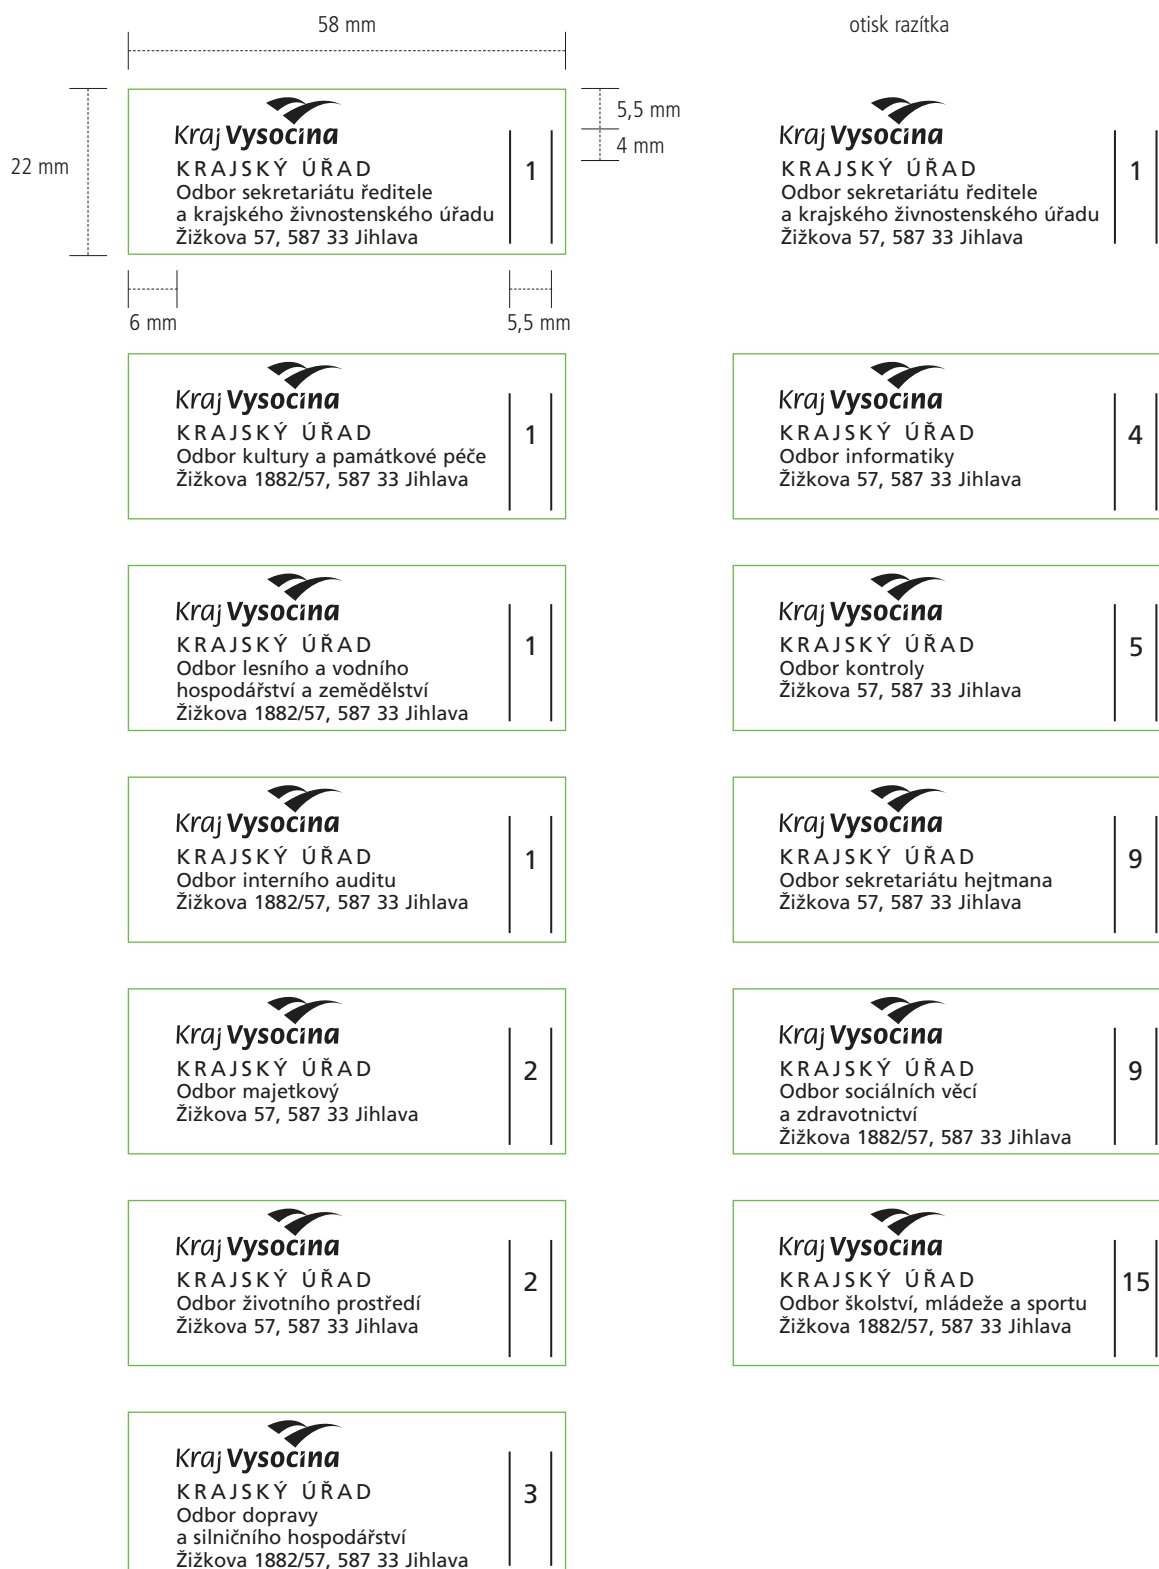 58 mm
otisk razítka
22 mm
5,5 mm
4 mm
Kraj Vysočina
KRAJSKÝ ÚŘAD
Odbor sekretariátu ředitele
a krajského živnostenského úřadu
Žižkova 57, 587 33 Jihlava
1
6 mm
5,5 mm
Kraj Vysočina
KRAJSKÝ ÚŘAD
Odbor sekretariátu ředitele
a krajského živnostenského úřadu
Žižkova 57, 587 33 Jihlava
1
Kraj Vysočina
KRAJSKÝ ÚŘAD
Odbor kultury a památkové péče
Žižkova 1882/57, 587 33 Jihlava
1
Kraj Vysočina
KRAJSKÝ ÚŘAD
Odbor informatiky
Žižkova 57, 587 33 Jihlava
4
Kraj Vysočina
KRAJSKÝ ÚŘAD
Odbor lesního a vodního
hospodářství a zemědělství
Žižkova 1882/57, 587 33 Jihlava
1
Kraj Vysočina
KRAJSKÝ ÚŘAD
Odbor kontroly
Žižkova 57, 587 33 Jihlava
5
Kraj Vysočina
KRAJSKÝ ÚŘAD
Odbor interního auditu
Žižkova 1882/57, 587 33 Jihlava
1
Kraj Vysočina
KRAJSKÝ ÚŘAD
Odbor sekretariátu hejtmana
Žižkova 57, 587 33 Jihlava
9
Kraj Vysočina
KRAJSKÝ ÚŘAD
Odbor majetkový
Žižkova 57, 587 33 Jihlava
2
Kraj Vysočina
KRAJSKÝ ÚŘAD
Odbor sociálních věcí
a zdravotnictví
Žižkova 1882/57, 587 33 Jihlava
9
Kraj Vysočina
KRAJSKÝ ÚŘAD
Odbor životního prostředí
Žižkova 57, 587 33 Jihlava
2
Kraj Vysočina
KRAJSKÝ ÚŘAD
Odbor školství, mládeže a sportu
Žižkova 1882/57, 587 33 Jihlava
15
Kraj Vysočina
KRAJSKÝ ÚŘAD
Odbor dopravy
a silničního hospodářství
Žižkova 1882/57, 587 33 Jihlava
3